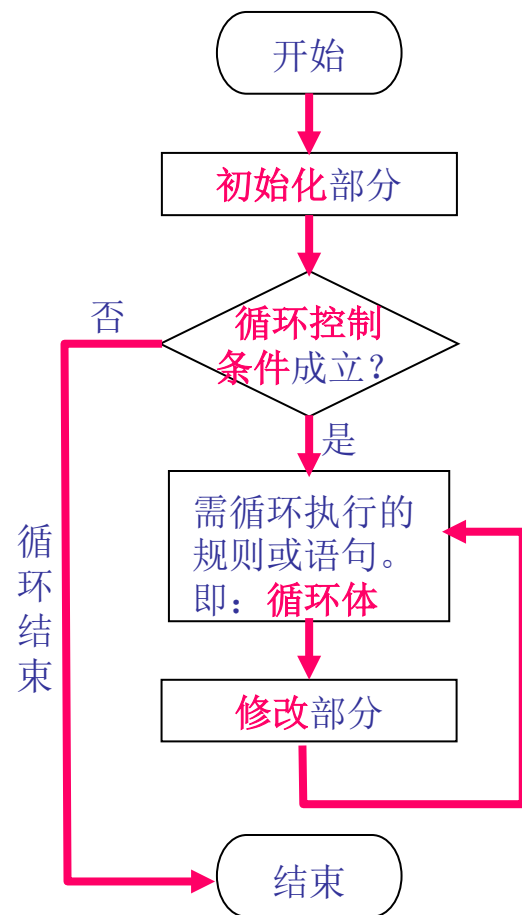 开始
初始化部分
否
循环控制
条件成立？
是
需循环执行的
规则或语句。
即：循环体
循
环
结
束
修改部分
结束